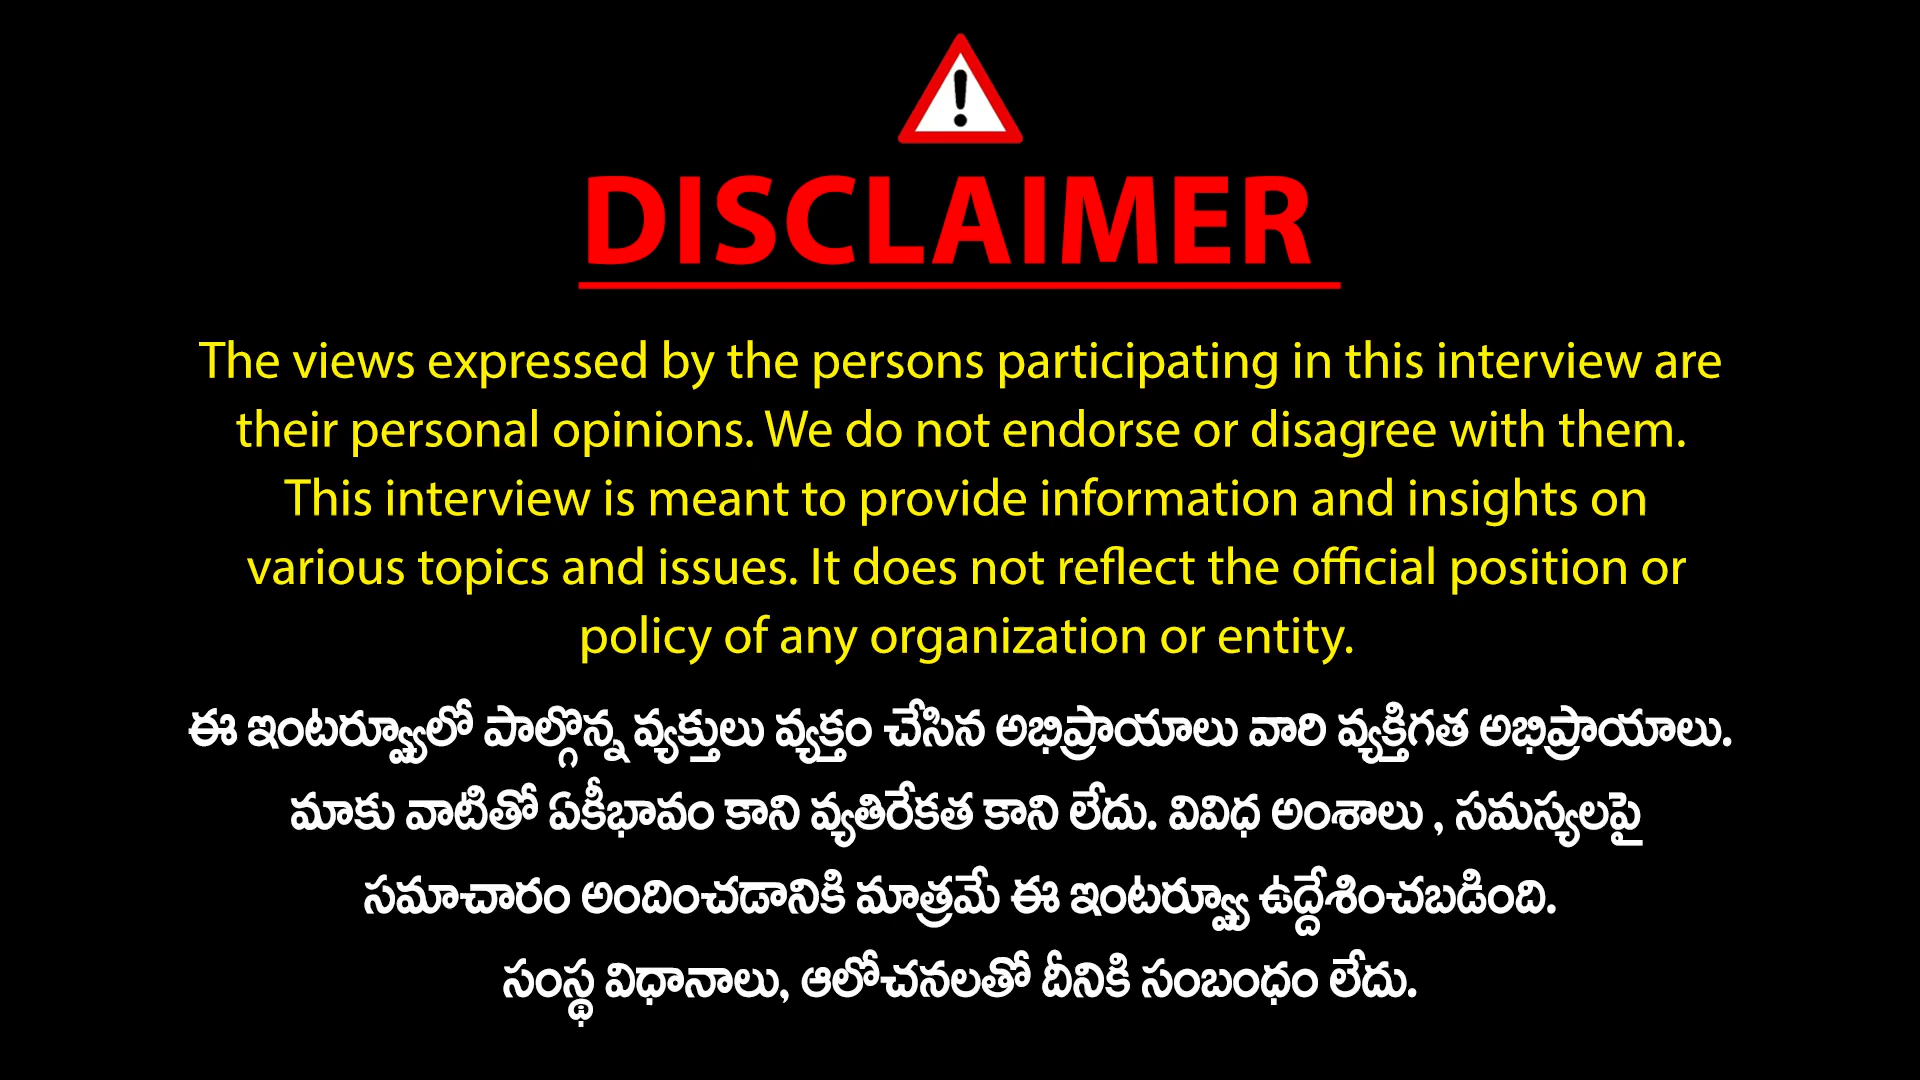 DISCLAIMER
The views expressed by the persons participating in this interview are
their personal opinions. We do not endorse or disagree with them.
This interview is meant to provide information and insights on
various topics and issues. It does not reflect the official position or
policy of any organization or entity.
ఈ ఇంటర్వ్యూలో పాల్గొన్న వ్యక్తులు వ్యక్తం చేసిన అభిప్రాయాలు వారి వ్యక్తిగత అభిప్రాయాలు.
మాకు వాటితో ఏకీభావం కాని వ్యతిరేకత కాని లేదు. వివిధ అంశాలు , సమస్యలపై
సమాచారం అందించడానికి మాత్రమే ఈ ఇంటర్వ్యూ ఉద్దేశించబడింది.
సంస్థ విధానాలు, ఆలోచనలతో దీనికి సంబంధం లేదు.